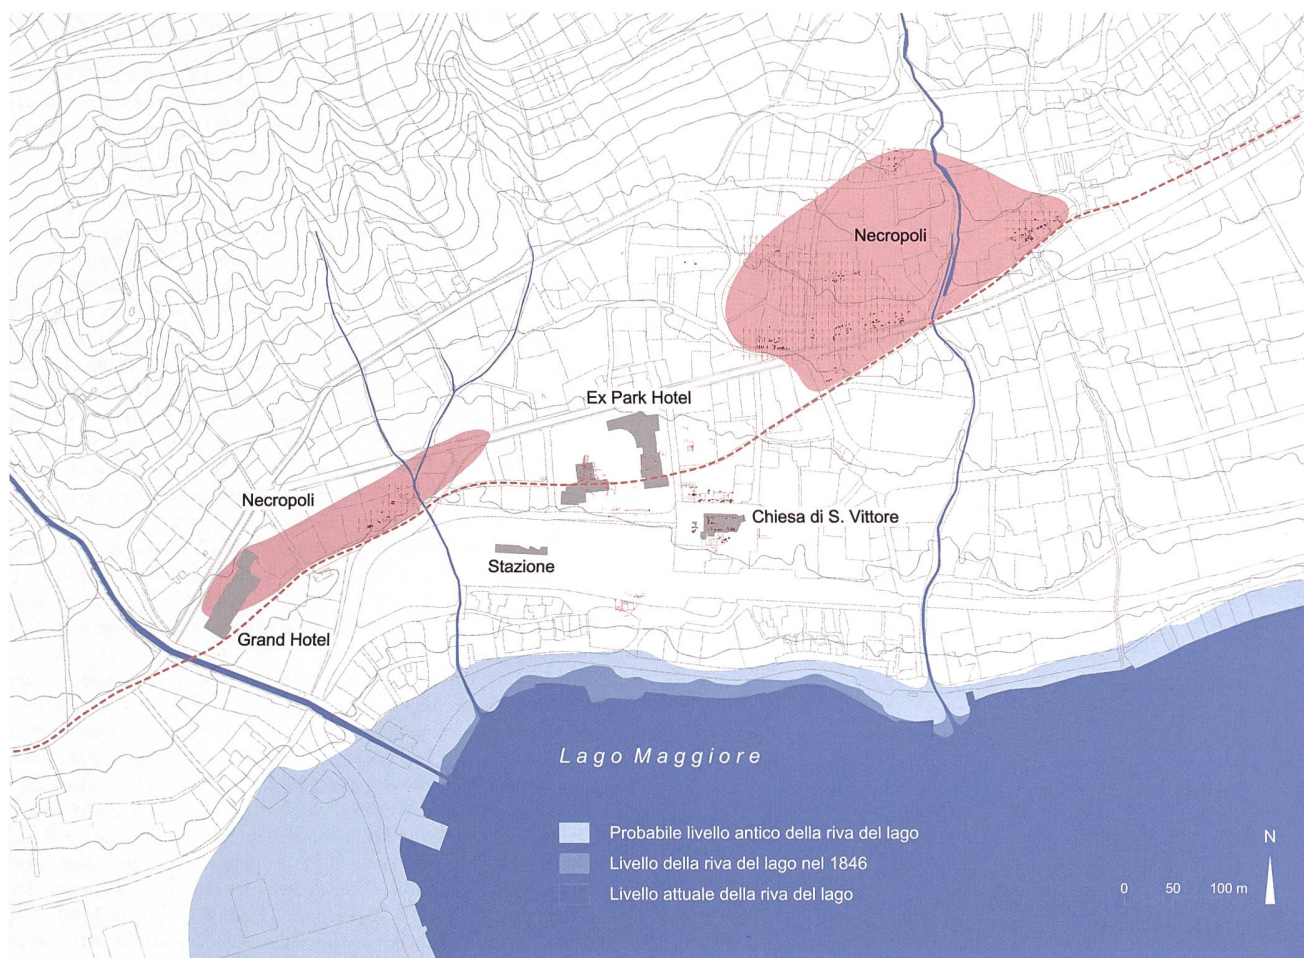 Necropoli
Ex Park Hotel
Necropoli
Chiesa di S. Vittore
Stazione
Grand Hotel
Lago Maggiore
Probabile livello antico della riva del lago
Livello della riva del lago nel 1846
Livello attuale della riva del lago
N
0 50 100 m